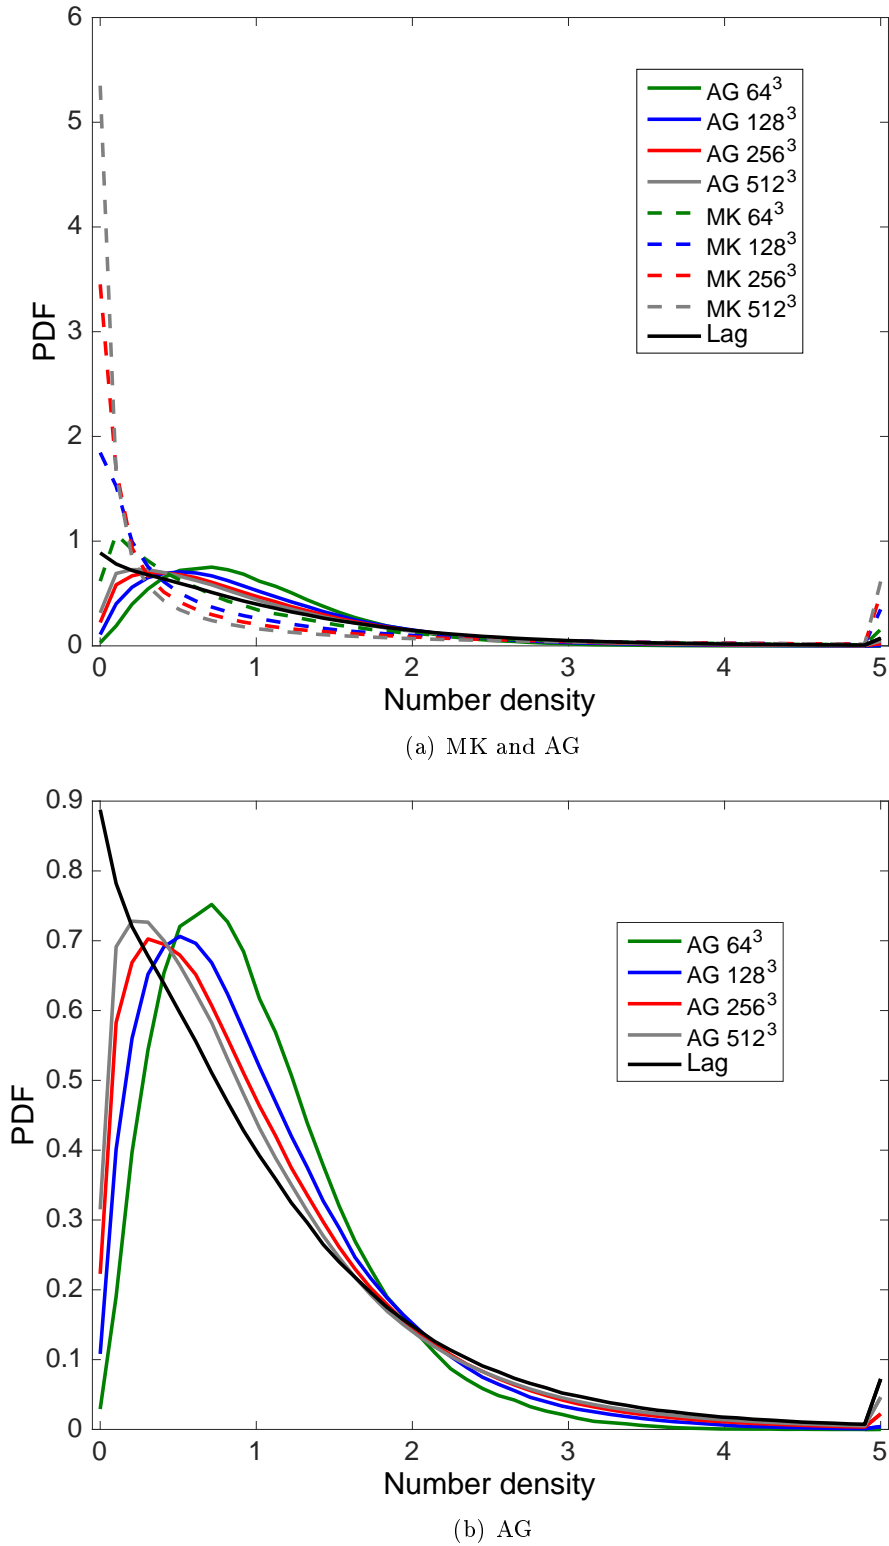 6
5
4
3
2
1
0
PDF
AG 64³
AG 128³
AG 256³
AG 512³
MK 64³
MK 128³
MK 256³
MK 512³
Lag
0 1 2 3 4 5
Number density
(a) MK and AG
0.9
0.8
0.7
0.6
0.5
0.4
0.3
0.2
0.1
0
PDF
AG 64³
AG 128³
AG 256³
AG 512³
Lag
0 1 2 3 4 5
Number density
(b) AG